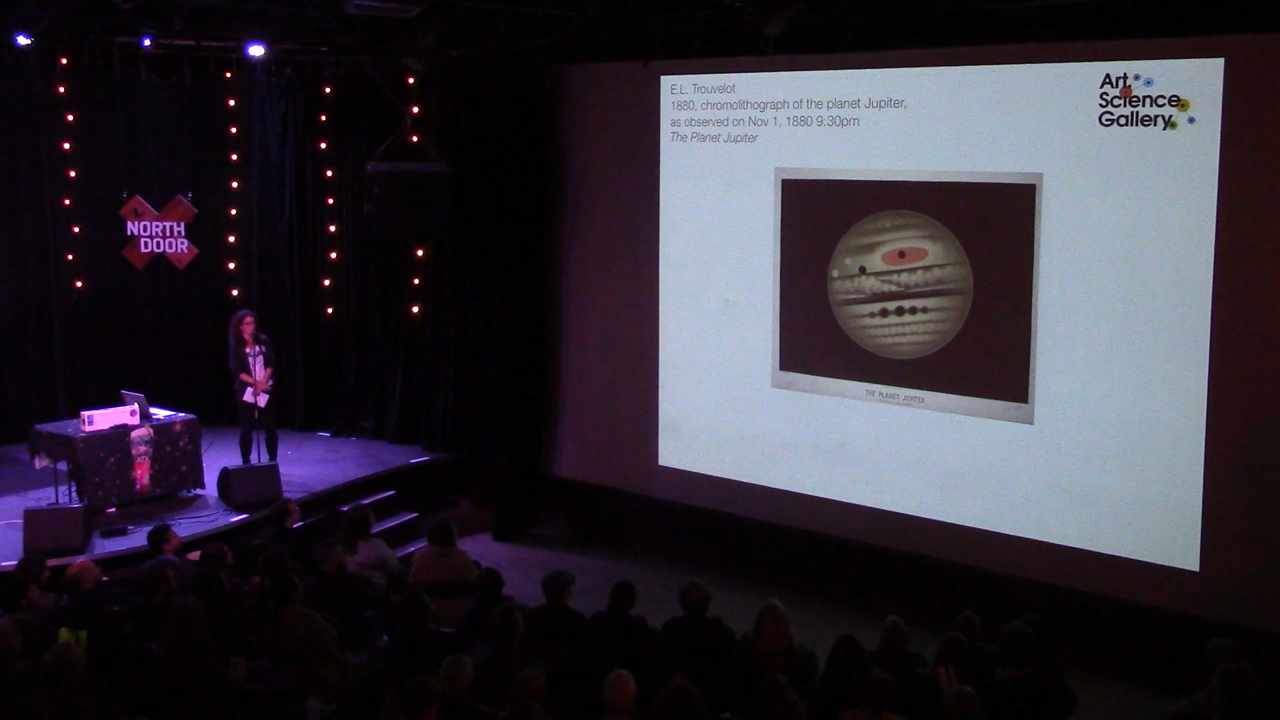 E.L. Trouvelot
1880, chromolithograph of the planet Jupiter,
as observed on Nov 1, 1880 9:30pm
The Planet Jupiter
Art
Science
Gallery
NORTH
DOOR
THE PLANET JUPITER